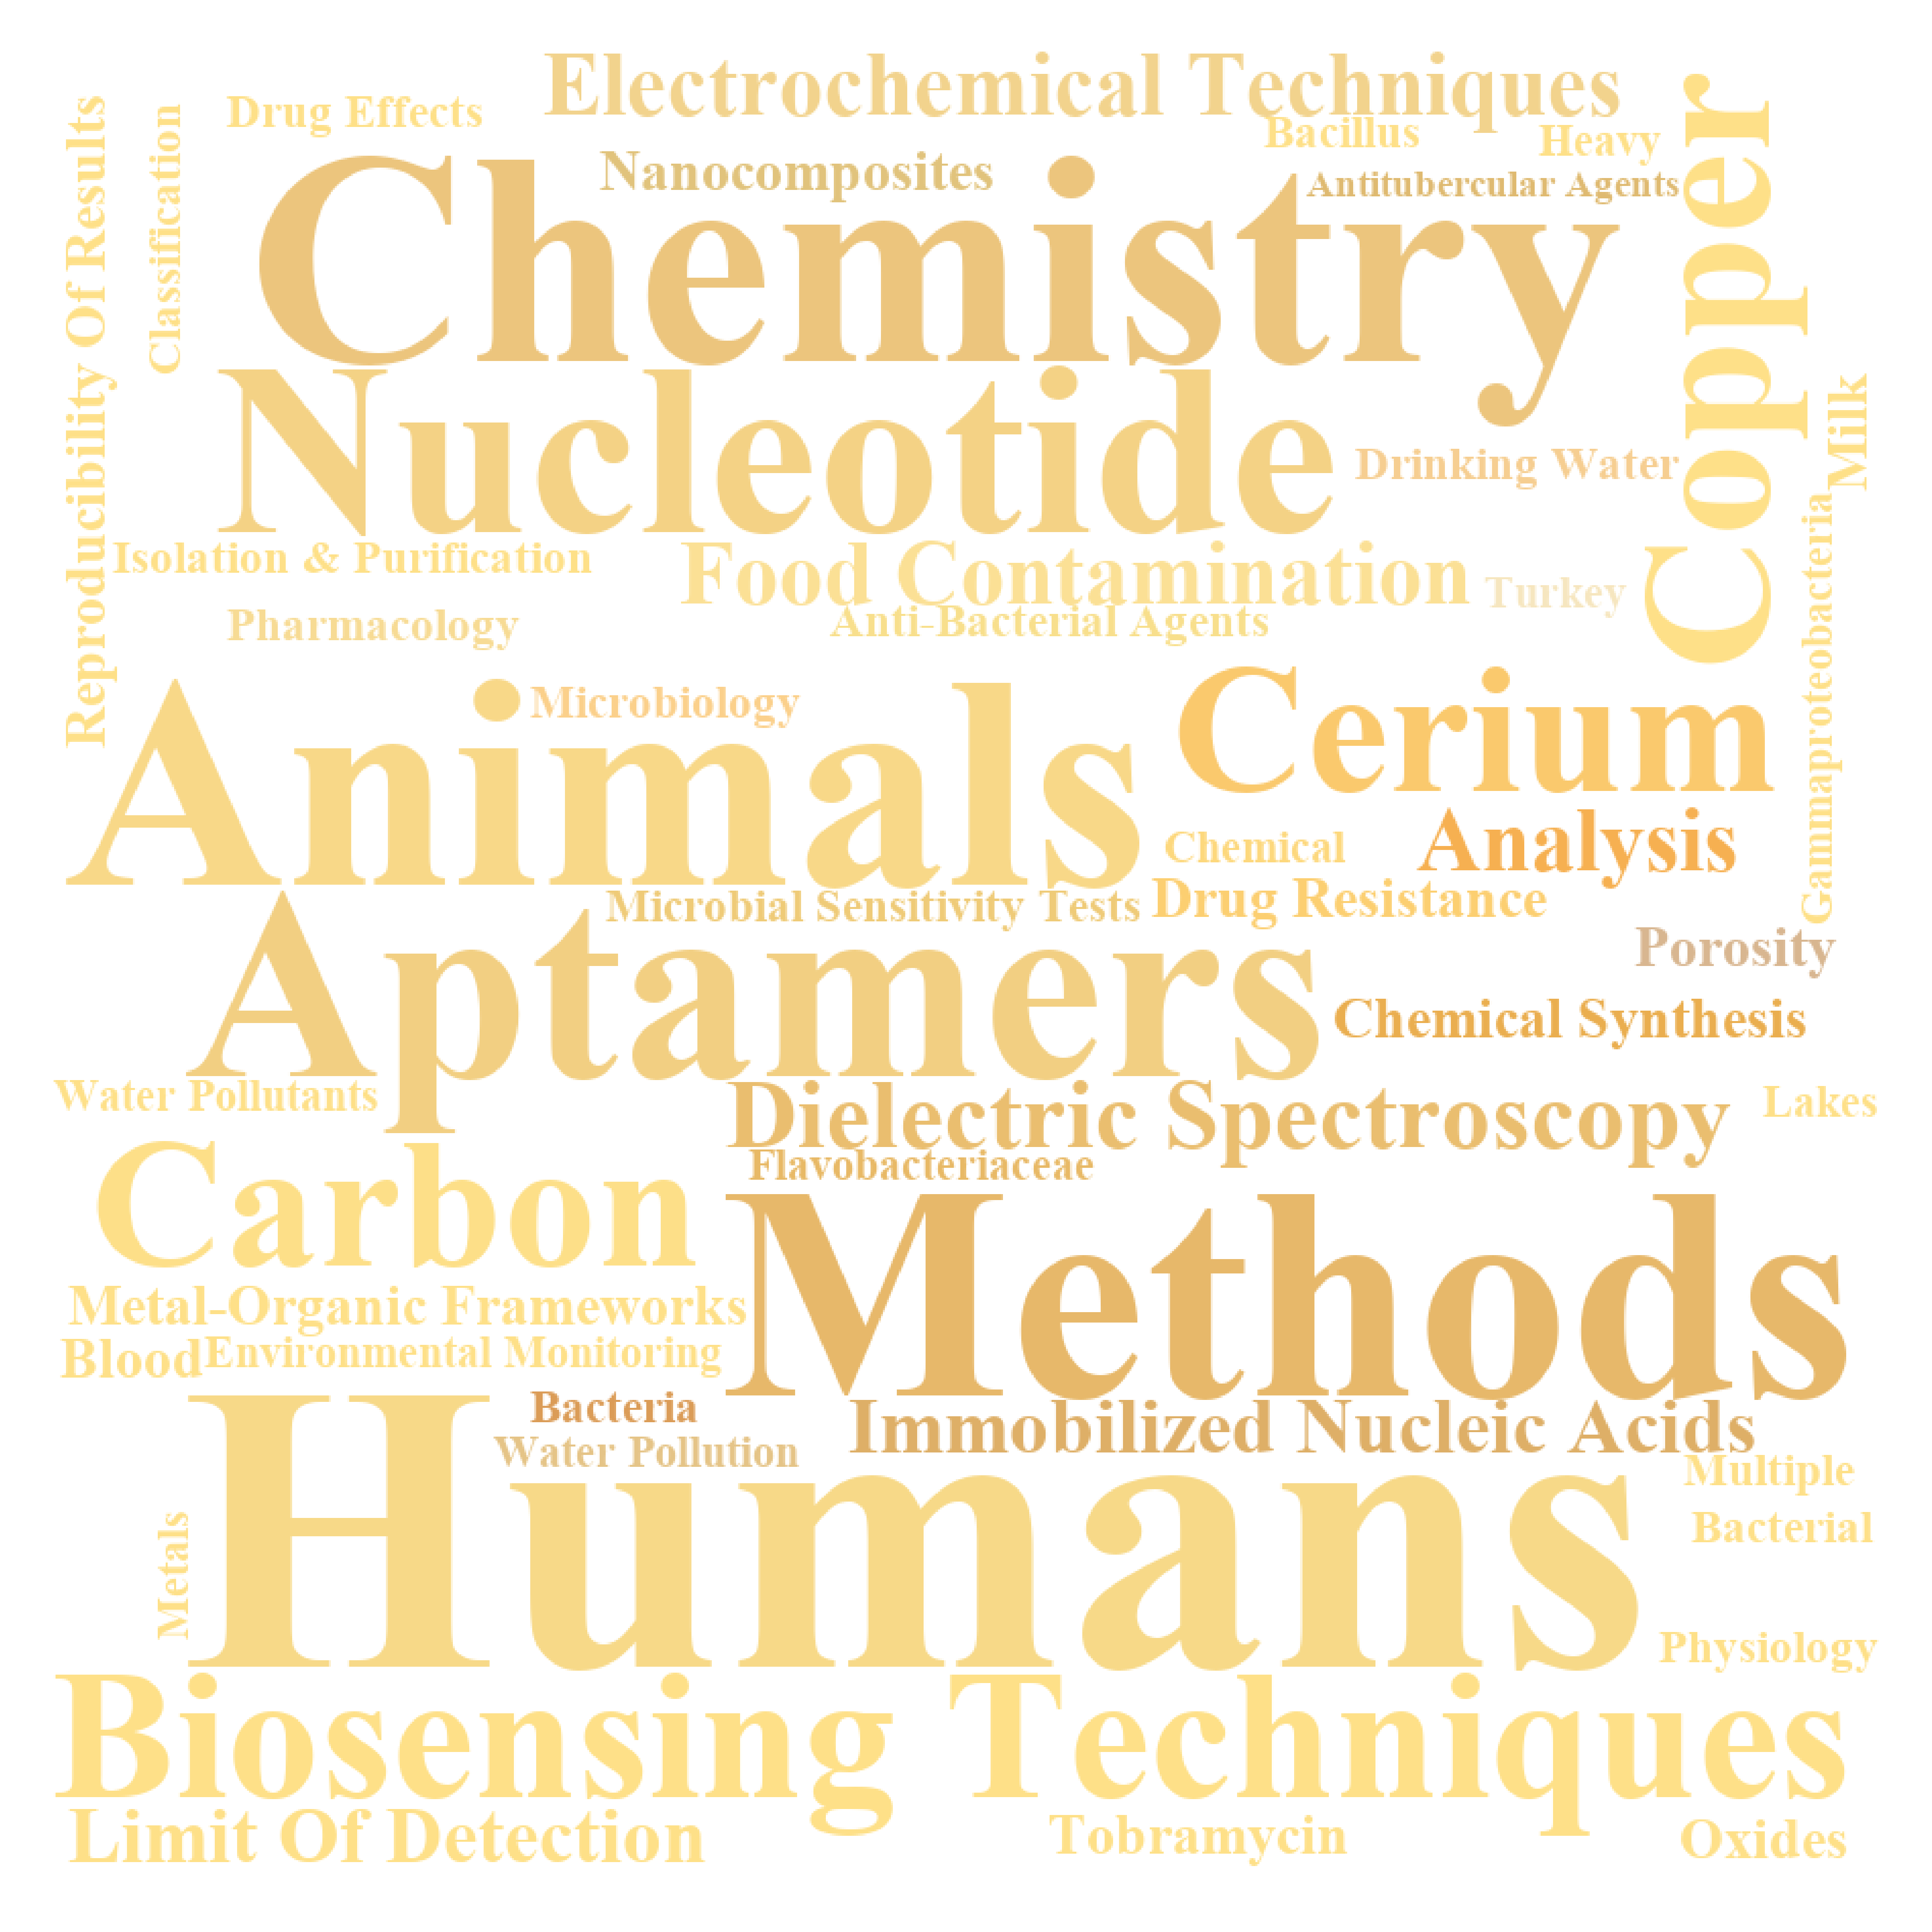 Electrochemical Techniques
Drug Effects
Bacillus
Heavy
Nanocomposites
Antitubercular Agents
Chemistry
Copper
Reproducibility Of Results
Classification
Nucleotide
Drinking Water
Milk
Isolation & Purification
Food Contamination
Turkey
Pharmacology
Anti-Bacterial Agents
Gammaproteobacteria
Microbiology
Animals
Cerium
Chemical
Analysis
Microbial Sensitivity Tests
Drug Resistance
Porosity
Aptamers
Chemical Synthesis
Water Pollutants
Dielectric Spectroscopy
Lakes
Flavobacteriaceae
Carbon
Methods
Metal-Organic Frameworks
Blood
Environmental Monitoring
Bacteria
Immobilized Nucleic Acids
Water Pollution
Multiple
Bacterial
Humans
Metals
Physiology
Biosensing Techniques
Limit Of Detection
Tobramycin
Oxides